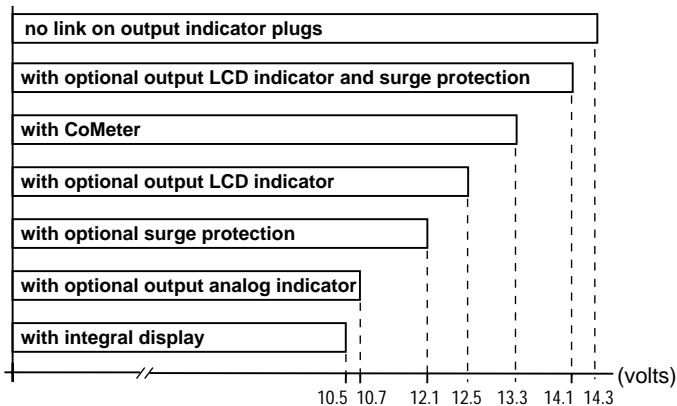 no link on output indicator plugs
with optional output LCD indicator and surge protection
with CoMeter
with optional output LCD indicator
with optional surge protection
with optional output analog indicator
with integral display
(volts)
10.5 10.7 12.1 12.5 13.3 14.1 14.3